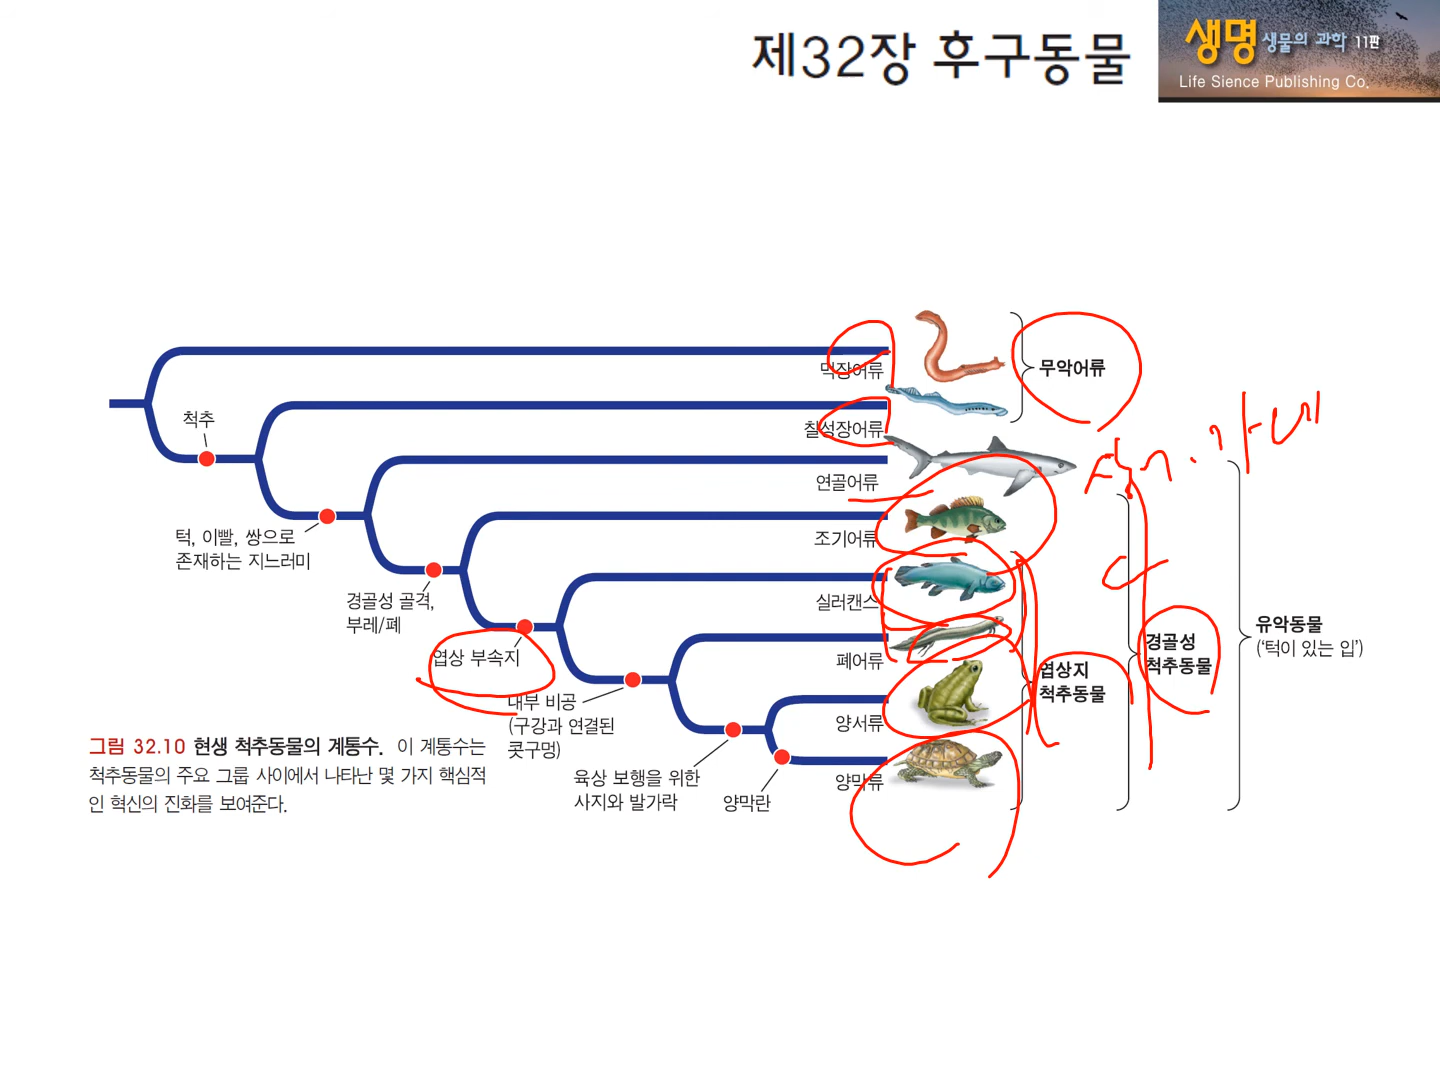 제32장 후구동물
생명 생물의 과학 11판
Life Sience Publishing Co.
먹장어류
무악어류
척추
칠성장어류
연골어류
턱, 이빨, 쌍으로
존재하는 지느러미
조기어류
경골성 골격,
부레/폐
실러캔스
엽상 부속지
폐어류
내부 비공
(구강과 연결된
콧구멍)
양서류
육상 보행을 위한
사지와 발가락
양막란
양막류
엽상지
척추동물
경골성
척추동물
유악동물
('턱이 있는 입')
그림 32.10 현생 척추동물의 계통수. 이 계통수는
척추동물의 주요 그룹 사이에서 나타난 몇 가지 핵심적
인 혁신의 진화를 보여준다.